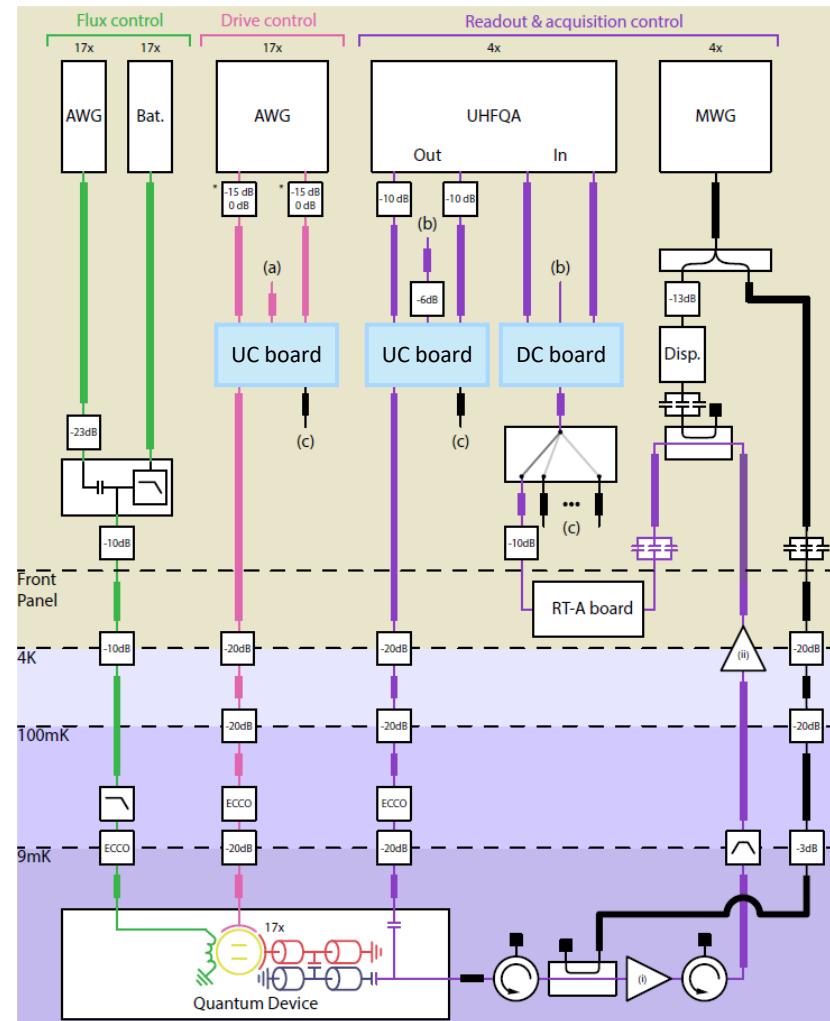 Flux control
Drive control
Readout & acquisition control
17x
17x
17x
4x
4x
AWG
Bat.
AWG
UHFQA
MWG
Out
In
*
-15 dB
0 dB
*
-15 dB
0 dB
-10 dB
-10 dB
(b)
(a)
(b)
-6dB
-13dB
UC board
UC board
DC board
Disp.
(c)
(c)
-23dB
•••
(c)
-10dB
-10dB
Front
Panel
RT-A board
-10dB
-20dB
-20dB
(ii)
-20dB
4K
-20dB
-20dB
-20dB
100mK
ECCO
ECCO
ECCO
-20dB
-20dB
-3dB
9mK
17x
(i)
Quantum Device